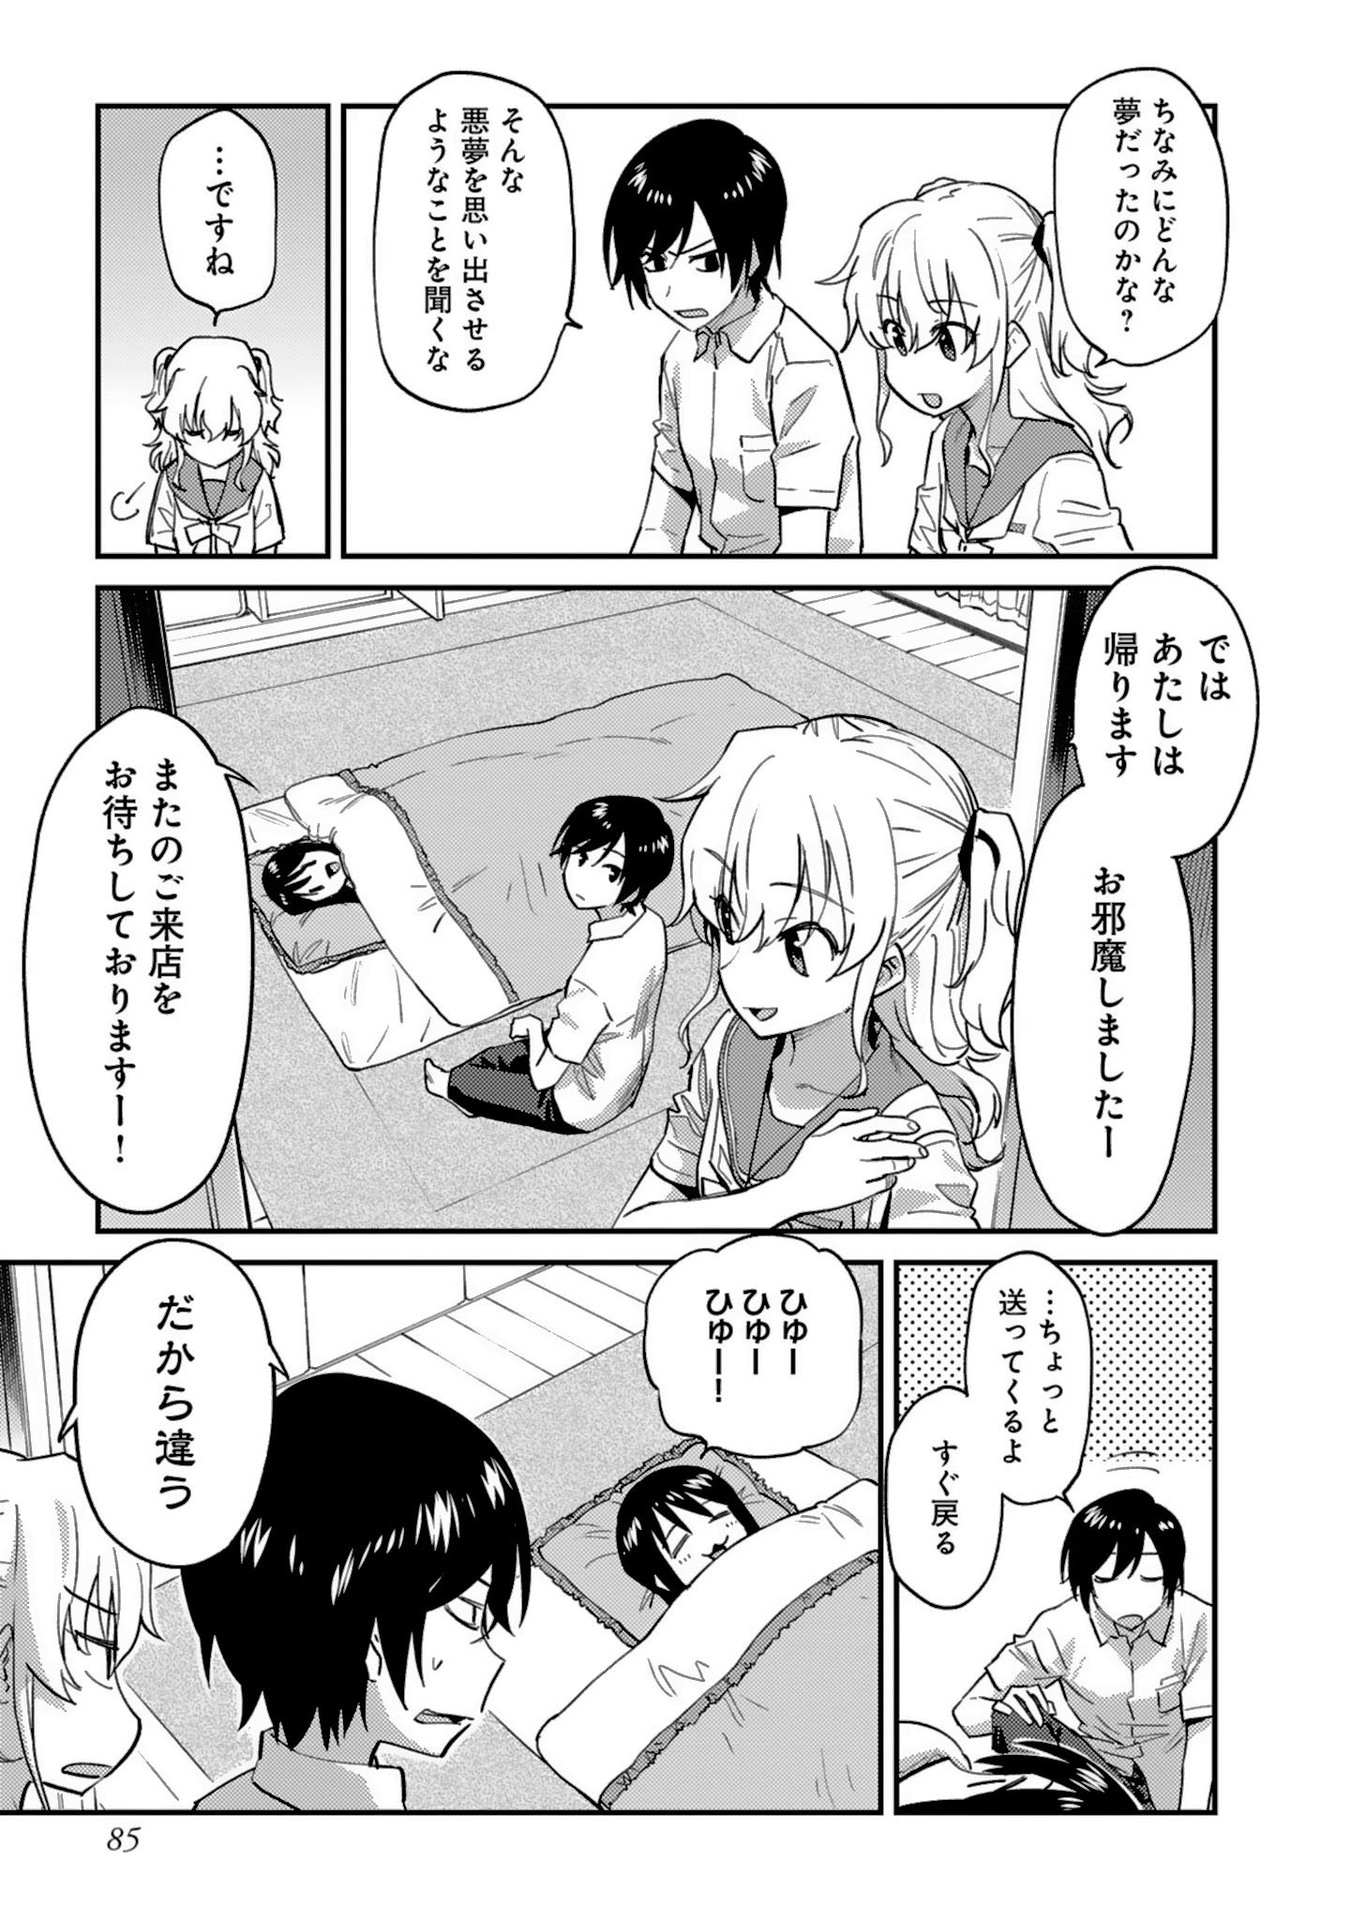 ちなみにどんな
夢だったのかな？
そんな
悪夢を思い出させる
ようなことを聞くな
…ですね
では
あたしは
帰ります
お邪魔しましたー
またのご来店を
お待ちしておりますー！
…ちょっと
送ってくるよ
すぐ戻る
ひゅー
ひゅー
ひゅー！
だから違う
85